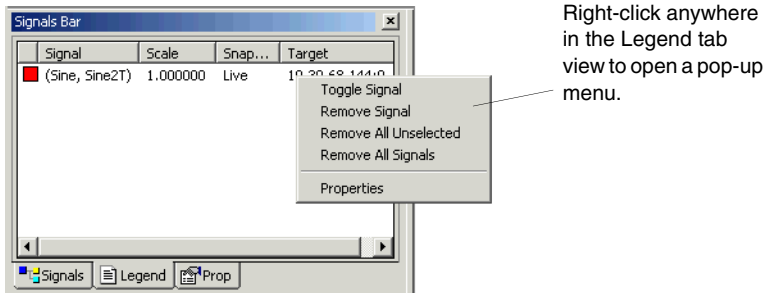 Signals Bar
Signal Scale Snap... Target
(Sine, Sine2T) 1.000000 Live
Toggle Signal
Remove Signal
Remove All Unselected
Remove All Signals
Properties
Signals Legend Prop
Right-click anywhere
in the Legend tab
view to open a pop-up
menu.